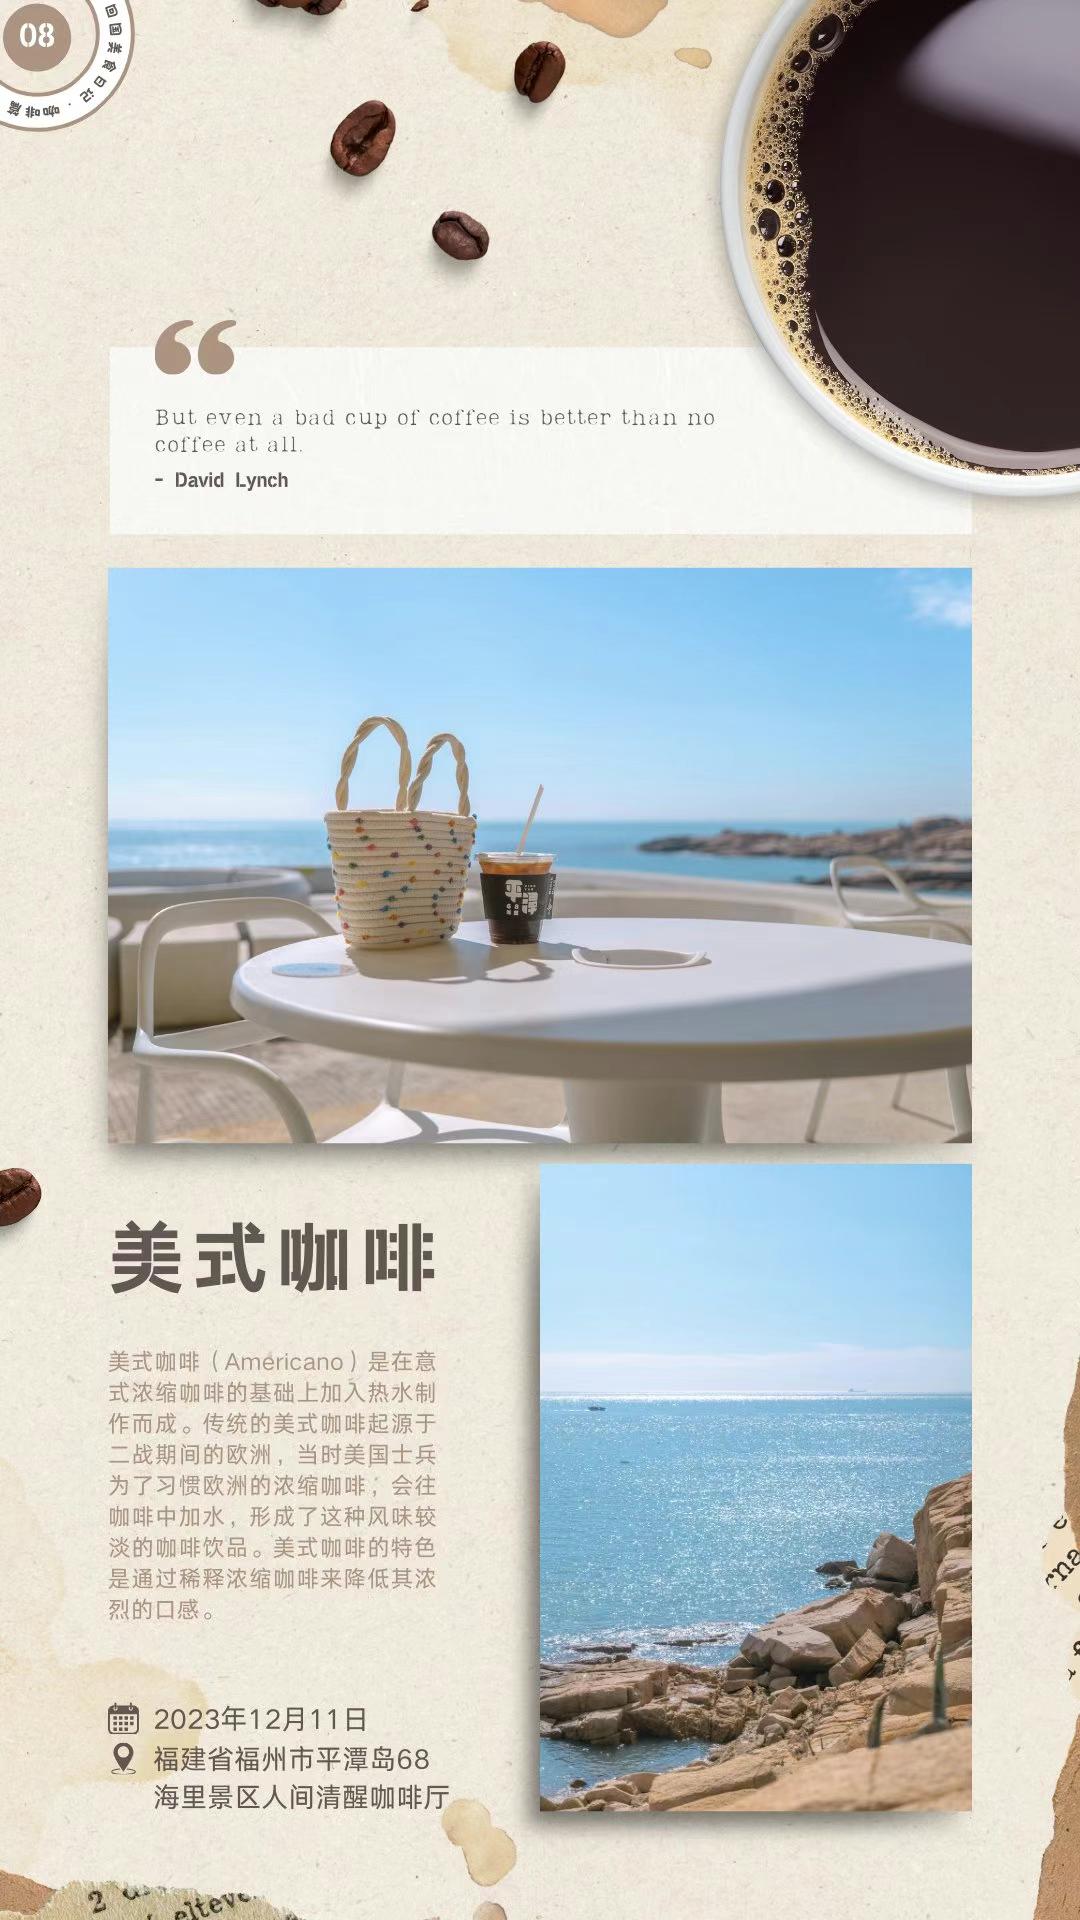 08
回国美食日记 · 咖啡篇
But even a bad cup of coffee is better than no
coffee at all.
- David Lynch
平潭
美式咖啡
美式咖啡（Americano）是在意
式浓缩咖啡的基础上加入热水制
作而成。传统的美式咖啡起源于
二战期间的欧洲，当时美国士兵
为了习惯欧洲的浓缩咖啡，会往
咖啡中加水，形成了这种风味较
淡的咖啡饮品。美式咖啡的特色
是通过稀释浓缩咖啡来降低其浓
烈的口感。
2023年12月11日
福建省福州市平潭岛68
海里景区人间清醒咖啡厅